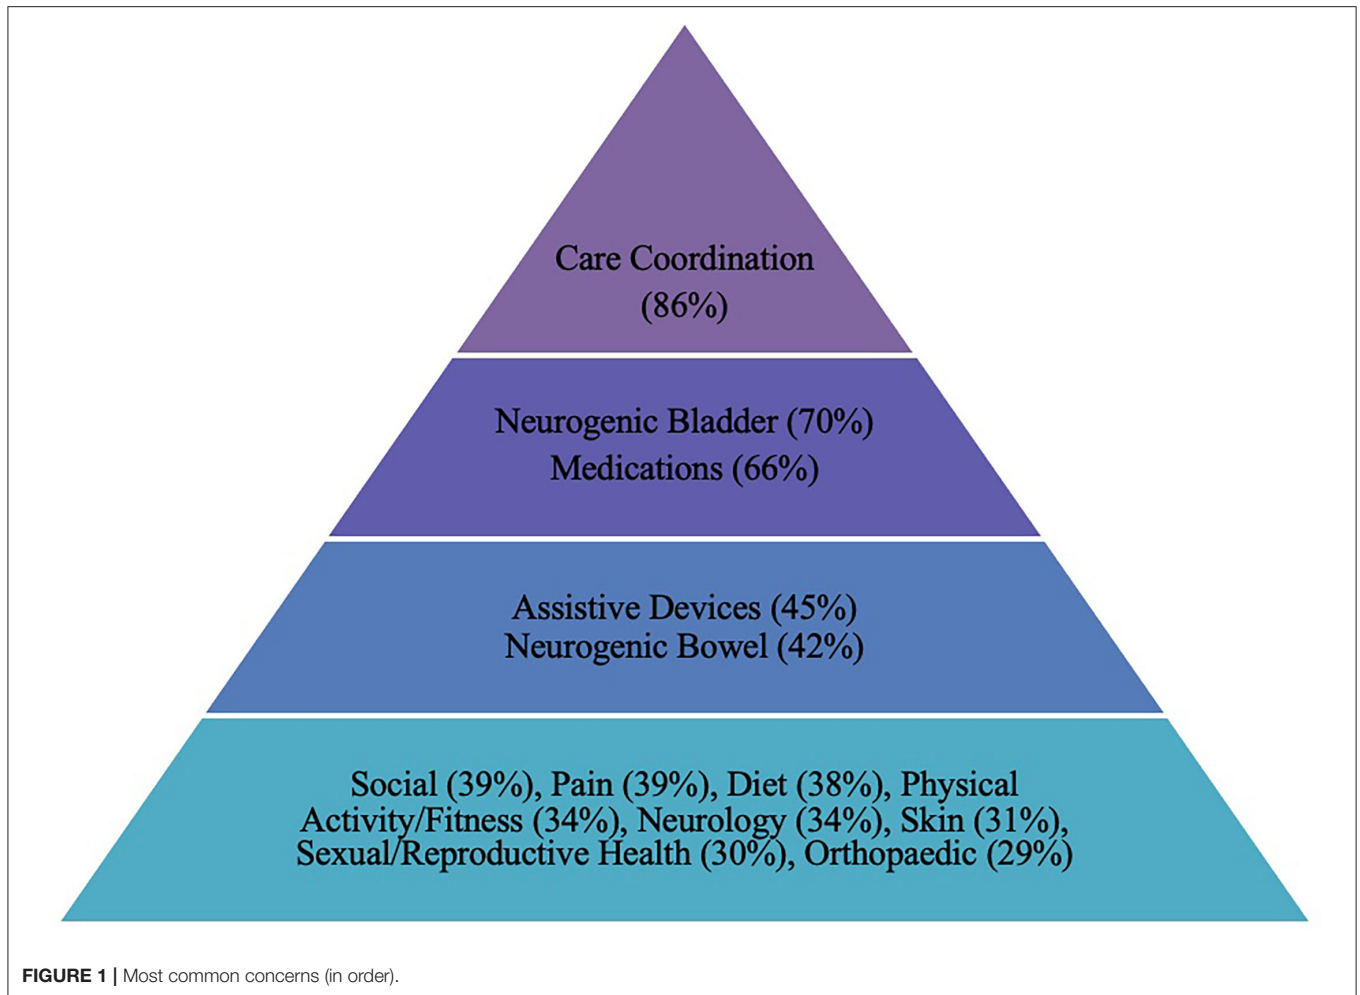 Care Coordination
(86%)
Neurogenic Bladder (70%)
Medications (66%)
Assistive Devices (45%)
Neurogenic Bowel (42%)
Social (39%), Pain (39%), Diet (38%), Physical
Activity/Fitness (34%), Neurology (34%), Skin (31%),
Sexual/Reproductive Health (30%), Orthopaedic (29%)
FIGURE 1 | Most common concerns (in order).